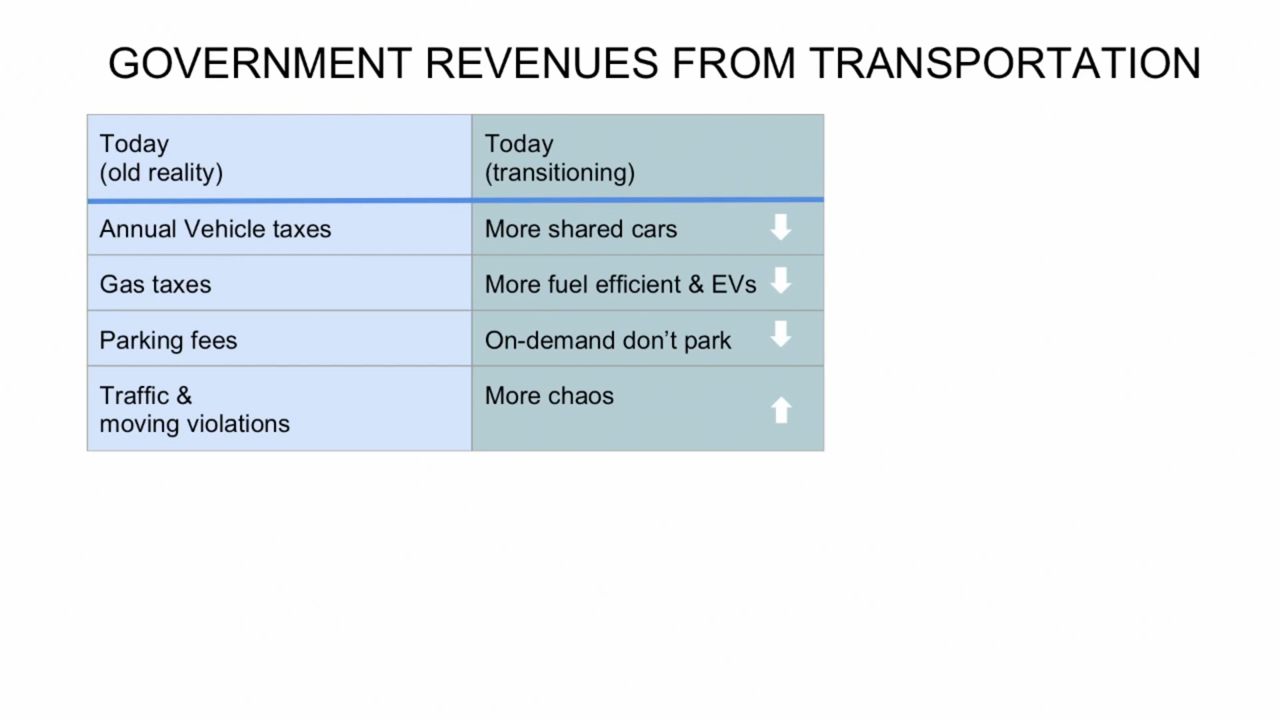 GOVERNMENT REVENUES FROM TRANSPORTATION
Today
(old reality)
Today
(transitioning)
Annual Vehicle taxes
More shared cars
Gas taxes
More fuel efficient & EVs
Parking fees
On-demand don’t park
Traffic &
moving violations
More chaos